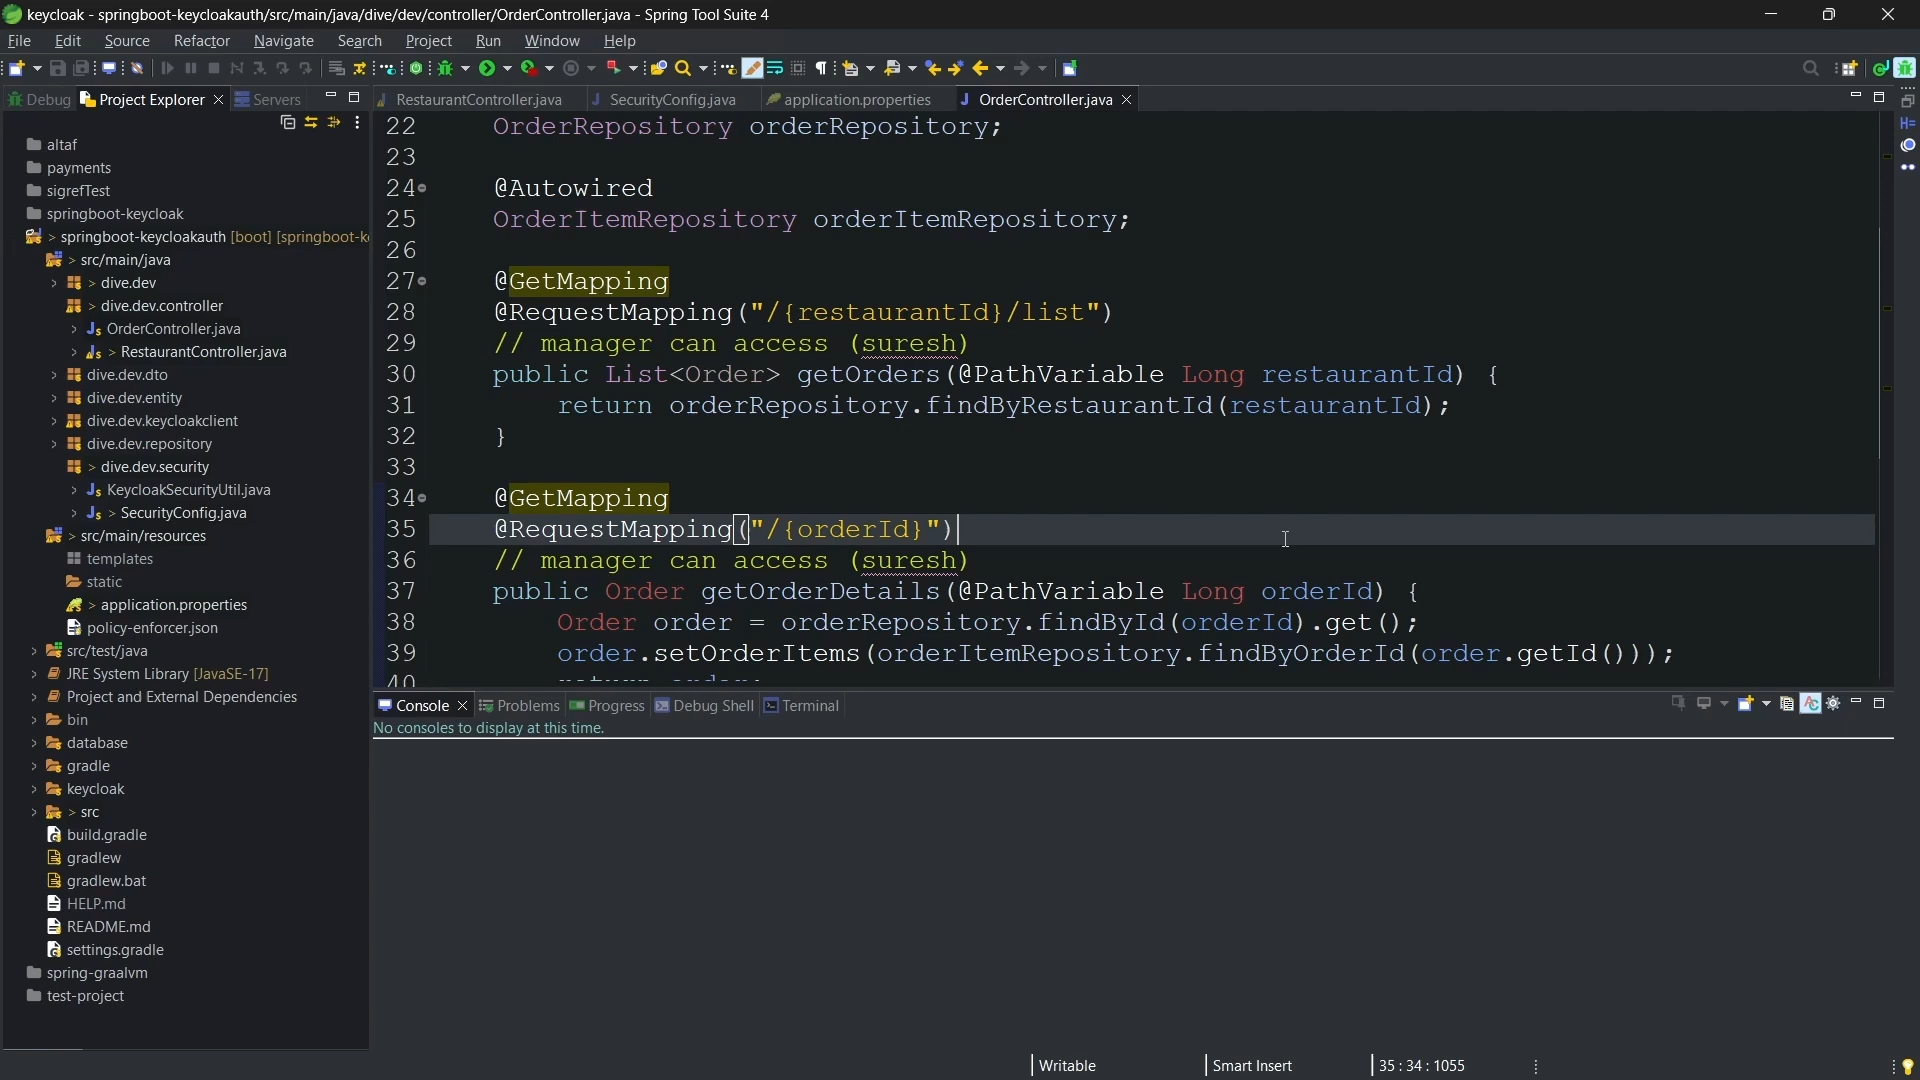 keycloak - springboot-keycloakauth/src/main/java/dive/dev/controller/OrderController.java - Spring Tool Suite 4
File Edit Source Refactor Navigate Search Project Run Window Help
Debug Project Explorer Servers
RestaurantController.java SecurityConfig.java application.properties OrderController.java
altaf
payments
sigrefTest
springboot-keycloak
> springboot-keycloakauth [boot] [springboot-k
> src/main/java
> dive.dev
> dive.dev.controller
OrderController.java
> RestaurantController.java
dive.dev.dto
dive.dev.entity
dive.dev.keycloakclient
dive.dev.repository
> dive.dev.security
KeycloakSecurityUtil.java
> SecurityConfig.java
> src/main/resources
templates
static
> application.properties
policy-enforcer.json
src/test/java
JRE System Library [JavaSE-17]
Project and External Dependencies
bin
database
gradle
keycloak
> src
build.gradle
gradlew
gradlew.bat
HELP.md
README.md
settings.gradle
spring-graalvm
test-project
22 OrderRepository orderRepository;
23
24 @Autowired
25 OrderItemRepository orderItemRepository;
26
27 @GetMapping
28 @RequestMapping("/{restaurantId}/list")
29 // manager can access (suresh)
30 public List<Order> getOrders(@PathVariable Long restaurantId) {
31 return orderRepository.findByRestaurantId(restaurantId);
32 }
33
34 @GetMapping
35 @RequestMapping("/{orderId}")
36 // manager can access (suresh)
37 public Order getOrderDetails(@PathVariable Long orderId) {
38 Order order = orderRepository.findById(orderId).get();
39 order.setOrderItems(orderItemRepository.findByOrderId(order.getId()));
40
Console Problems Progress Debug Shell Terminal
No consoles to display at this time.
Writable Smart Insert 35 : 34 : 1055